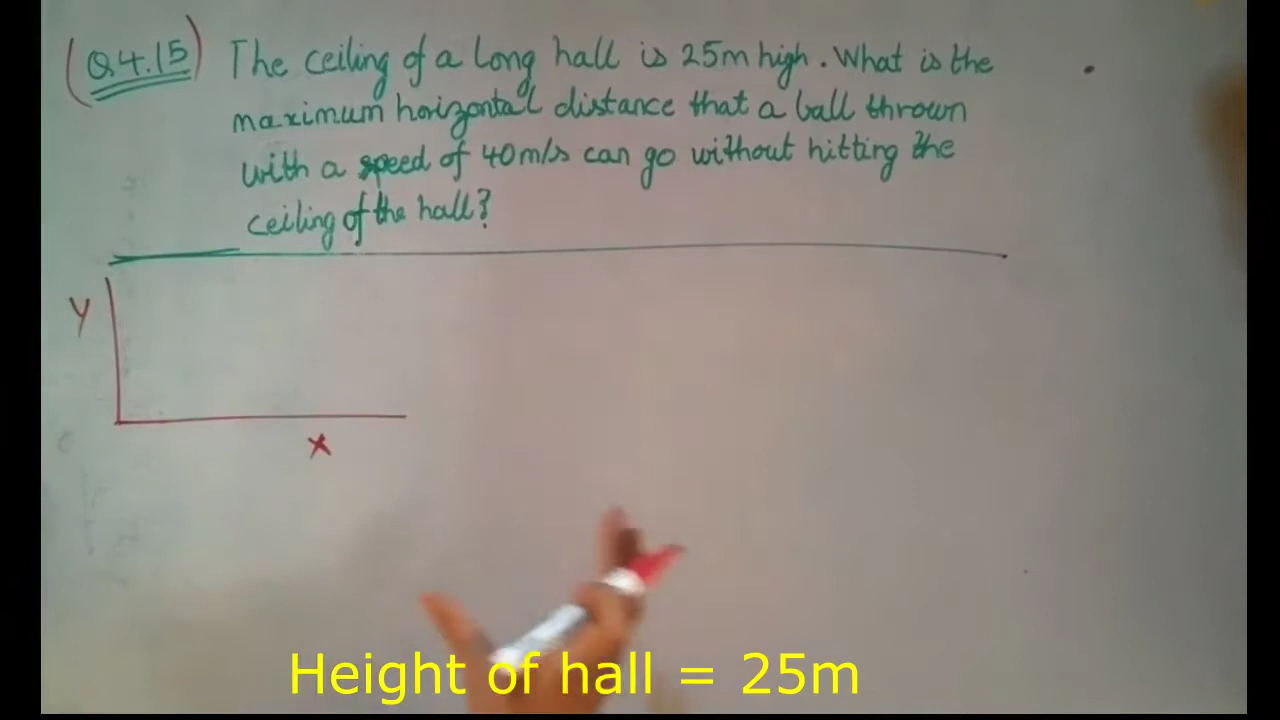 (Q4.15) The ceiling of a long hall is 25m high. What is the
maximum horizontal distance that a ball thrown
with a speed of 40m/s can go without hitting the
ceiling of the hall?
y
x
Height of hall = 25m